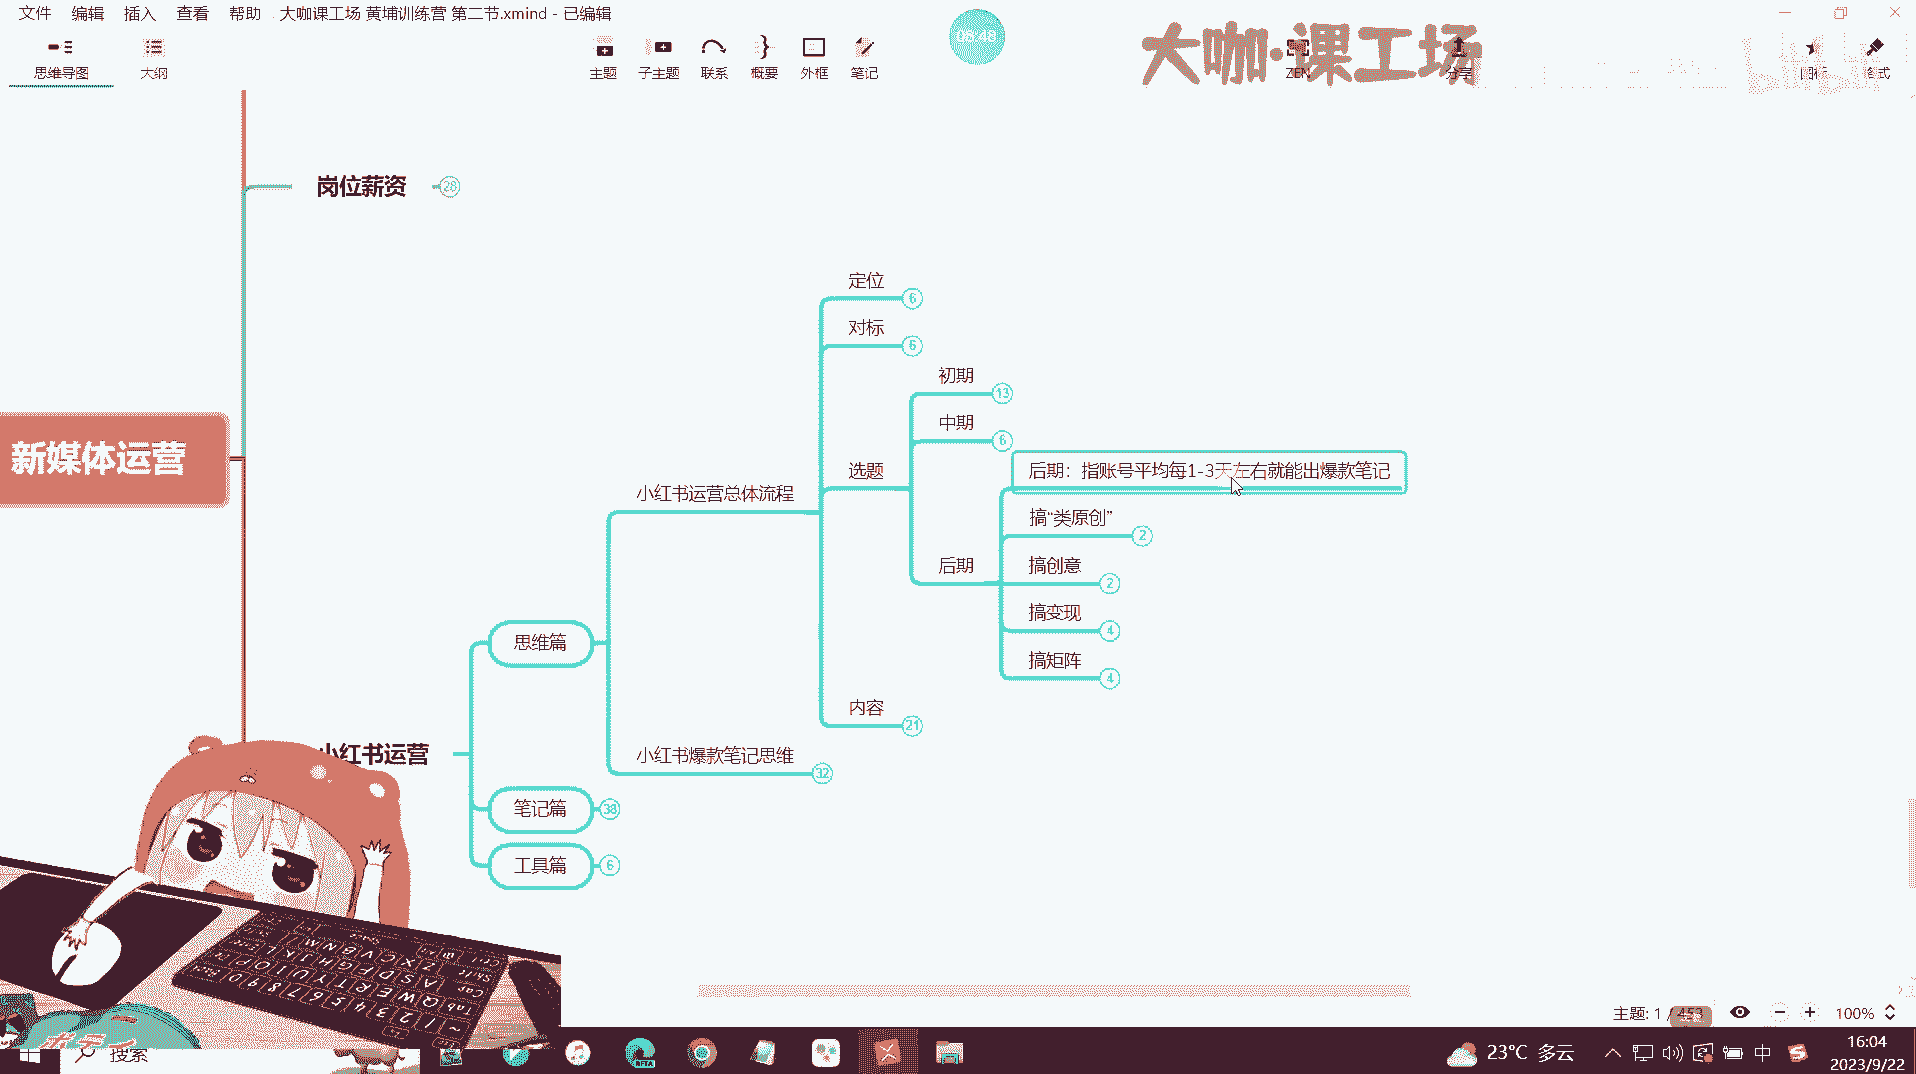 文件 编辑 插入 查看 帮助 大咖课工场 黄埔训练营 第二节.xmind - 已编辑
思维导图 大纲 主题 子主题 联系 概要 外框 笔记 ZEN 分享 图标 格式
06:48
大咖·课工场
岗位薪资 28
定位 6
对标 6
初期 13
中期 6
选题
后期：指账号平均每1-3天左右就能出爆款笔记
小红书运营总体流程
搞“类原创” 2
后期
搞创意 2
搞变现 4
搞矩阵 4
新媒体运营
思维篇
内容 21
小红书运营
小红书爆款笔记思维 32
笔记篇 38
工具篇 6
主题: 1 / 453 100%
搜索
23°C 多云
中
16:04
2023/9/22